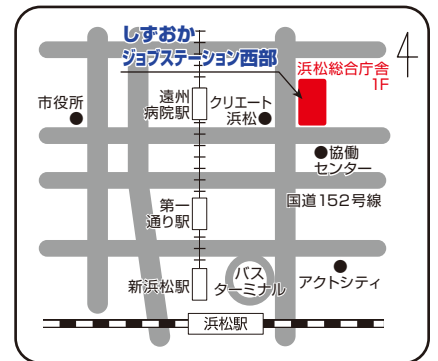 しずおか
ジョブステーション西部
浜松総合庁舎
1F
市役所
遠州
病院駅
クリエート
浜松
協働
センター
国道152号線
第一
通り駅
新浜松駅
バス
ターミナル
アクトシティ
浜松駅